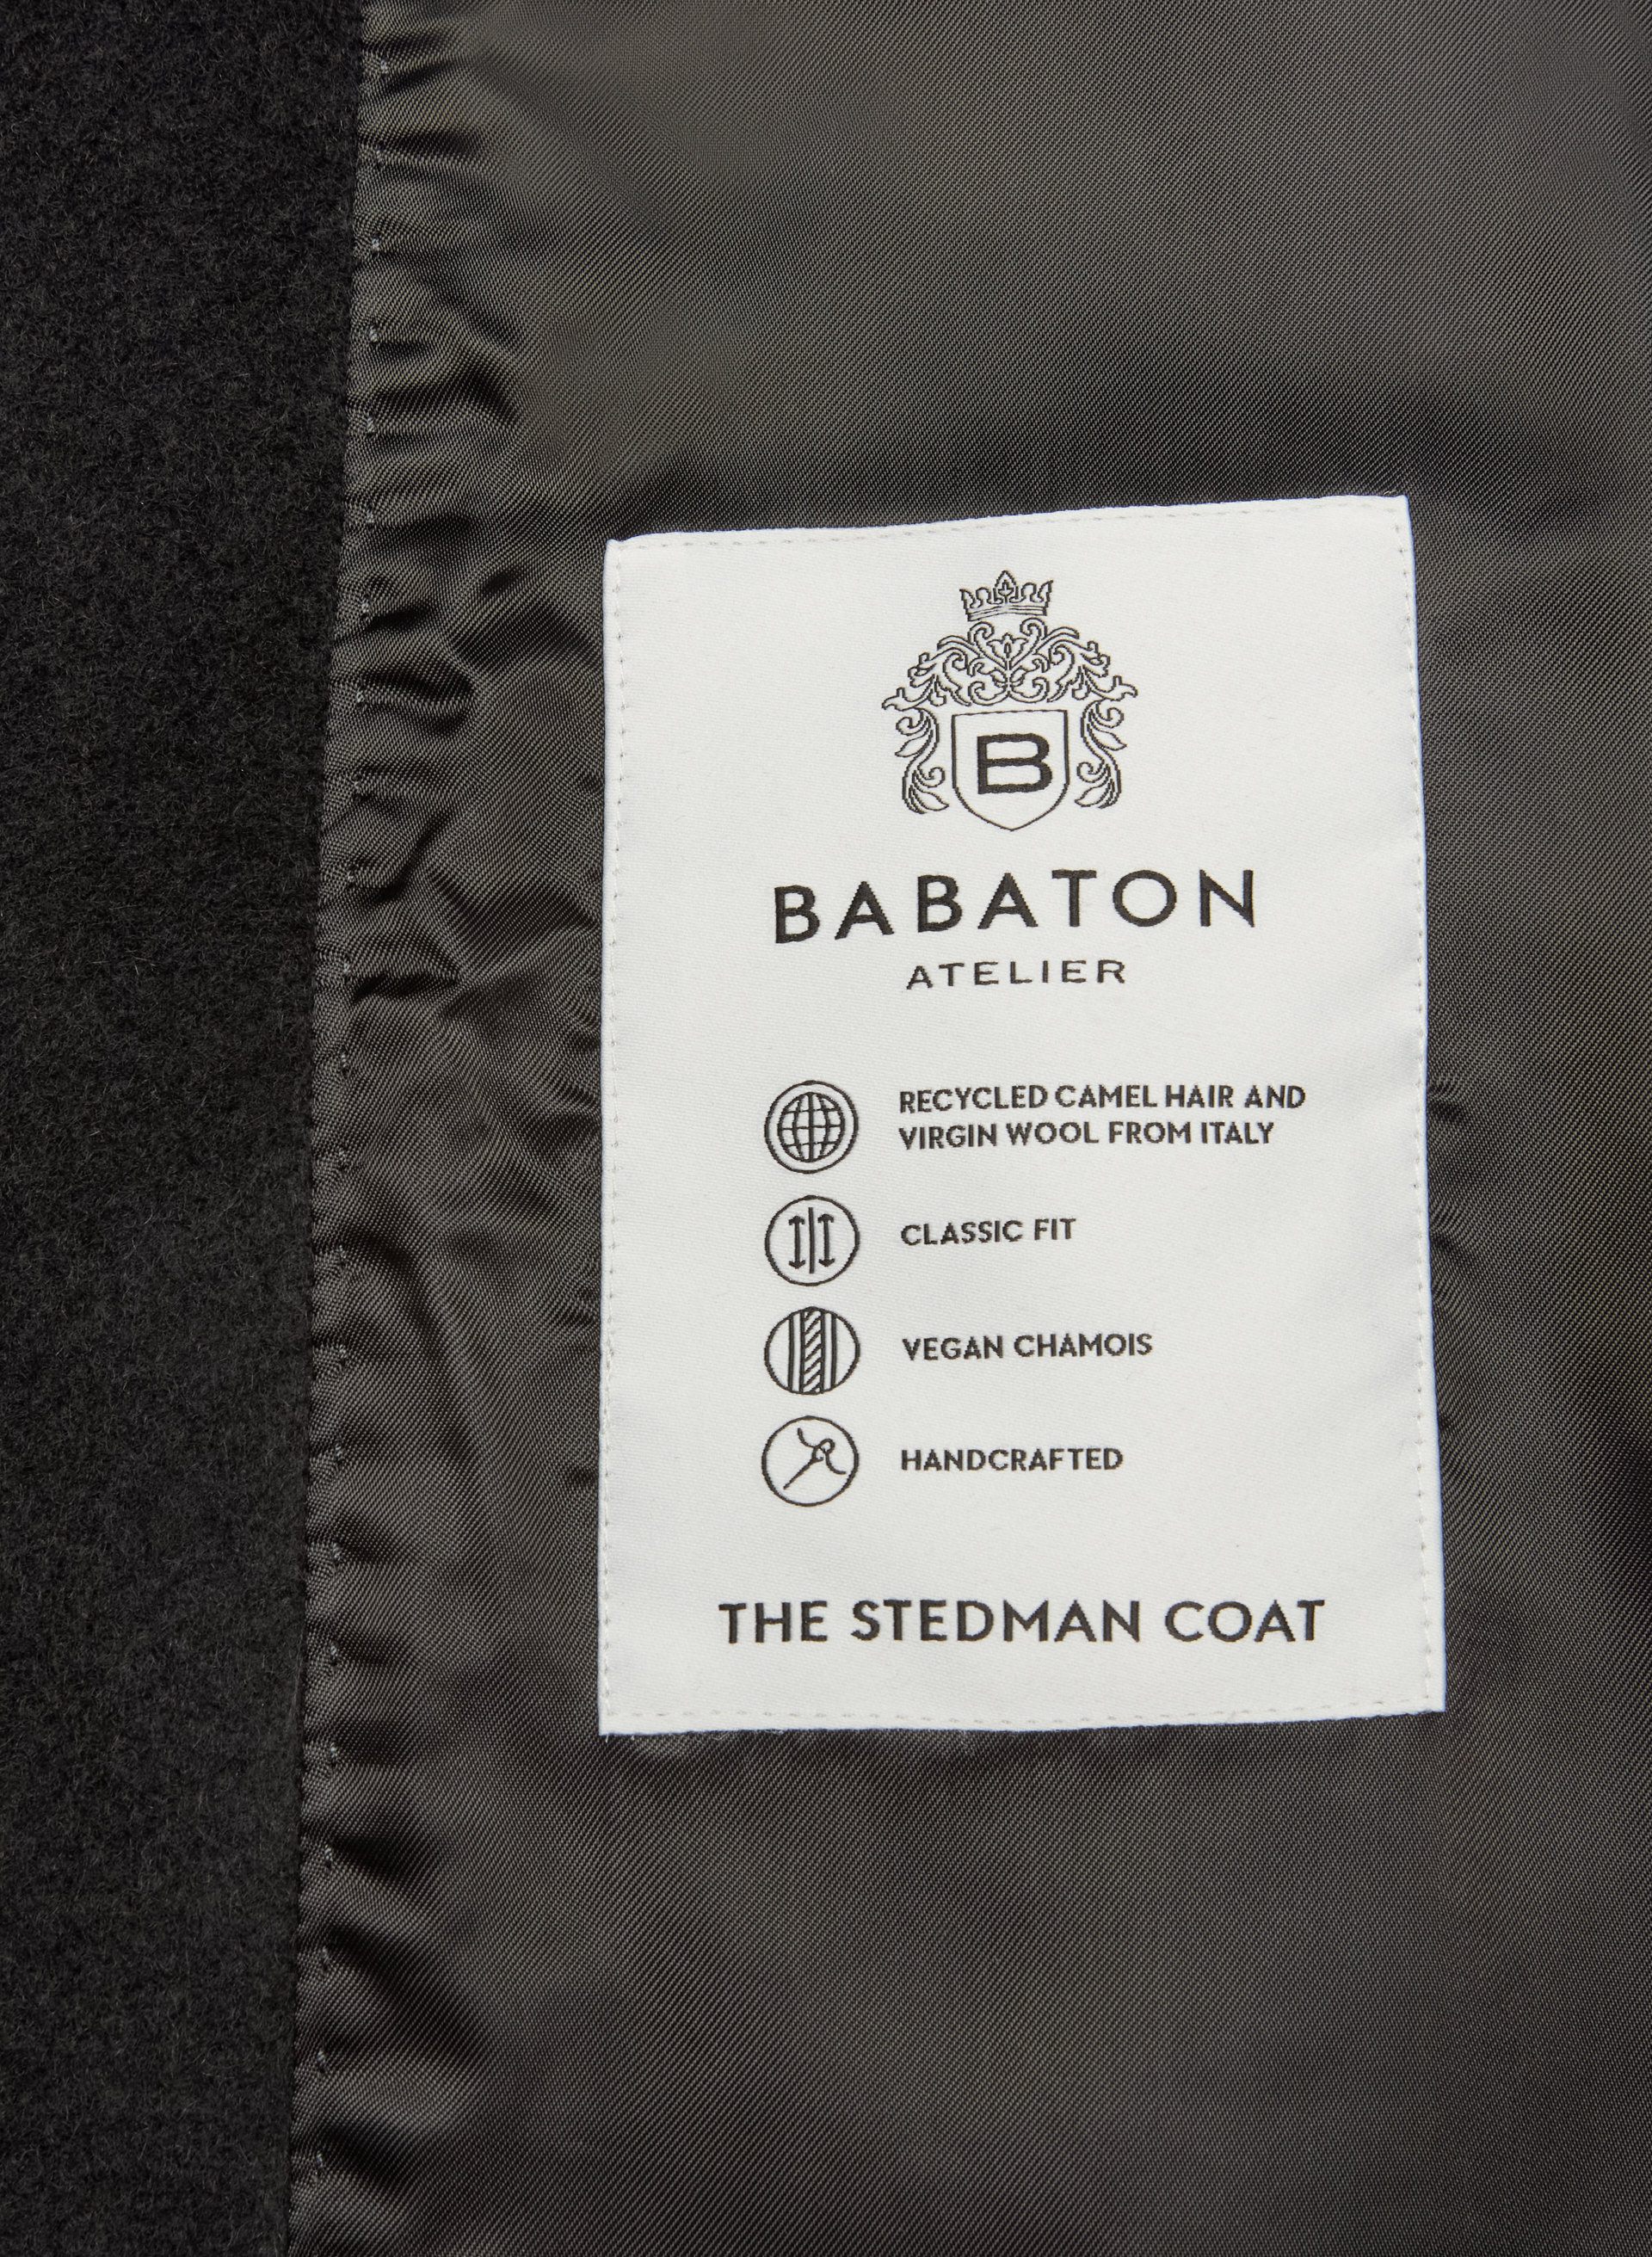 B
BABATON
ATELIER
RECYCLED CAMEL HAIR AND
VIRGIN WOOL FROM ITALY
CLASSIC FIT
VEGAN CHAMOIS
HANDCRAFTED
THE STEDMAN COAT